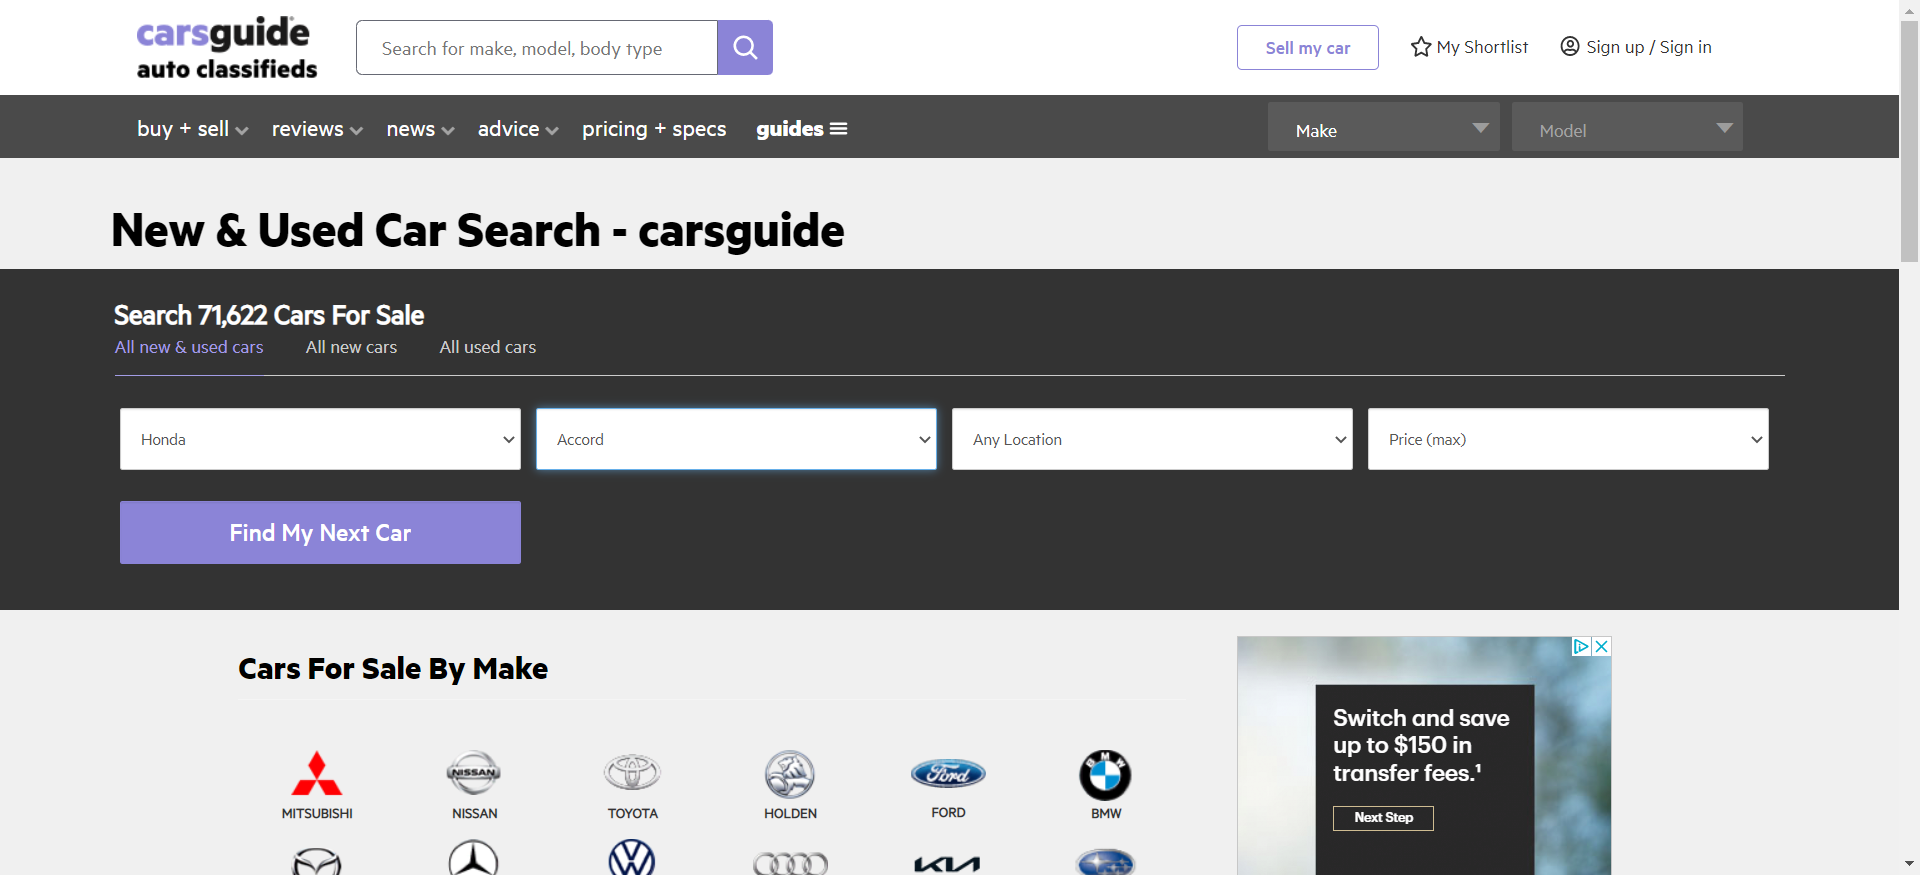 carsguide
auto classifieds
Search for make, model, body type
Sell my car
My Shortlist
Sign up / Sign in
buy + sell
reviews
news
advice
pricing + specs
guides
Make
Model
New & Used Car Search - carsguide
Search 71,622 Cars For Sale
All new & used cars
All new cars
All used cars
Honda
Accord
Any Location
Price (max)
Find My Next Car
Cars For Sale By Make
NISSAN
Ford
BMW
MITSUBISHI
NISSAN
TOYOTA
HOLDEN
FORD
BMW
KIA
Switch and save
up to $150 in
transfer fees.¹
Next Step